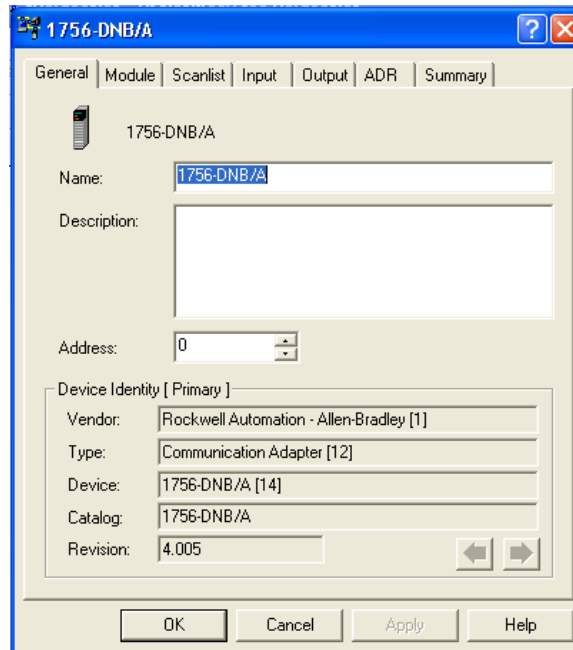 1756-DNB/A
General Module Scanlist Input Output ADR Summary
1756-DNB/A
Name: 1756-DNB/A
Description:
Address: 0
Device Identity [ Primary ]
Vendor: Rockwell Automation - Allen-Bradley [1]
Type: Communication Adapter [12]
Device: 1756-DNB/A [14]
Catalog: 1756-DNB/A
Revision: 4.005
OK Cancel Apply Help